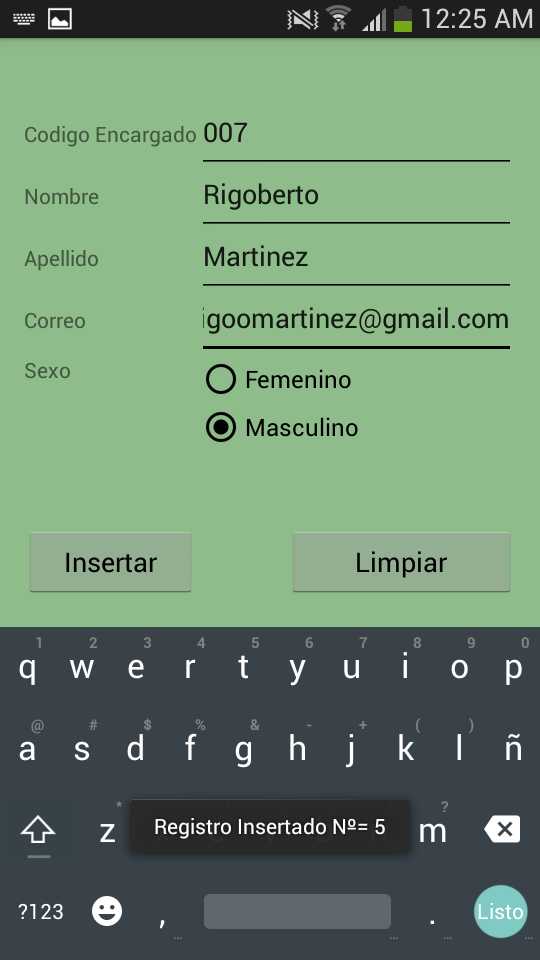 12:25 AM
Codigo Encargado 007
Nombre Rigoberto
Apellido Martinez
Correo igoomartinez@gmail.com
Sexo Femenino
Masculino
Insertar Limpiar
1 2 3 4 5 6 7 8 9 0
q w e r t y u i o p
@ # $ % & - + ( )
a s d f g h j k l ñ
* ?
z Registro Insertado Nº= 5 m
?123 , . Listo